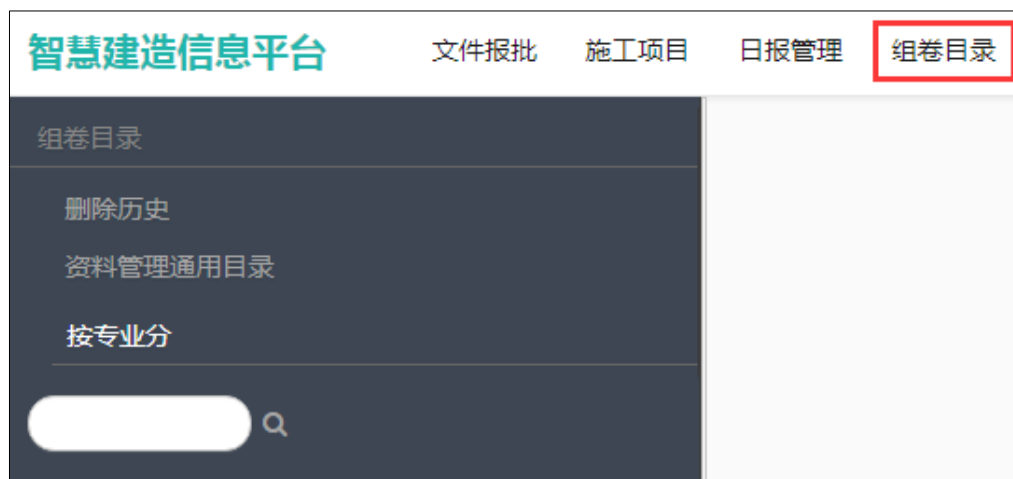 智慧建造信息平台 文件报批 施工项目 日报管理 组卷目录
组卷目录
删除历史
资料管理通用目录
按专业分